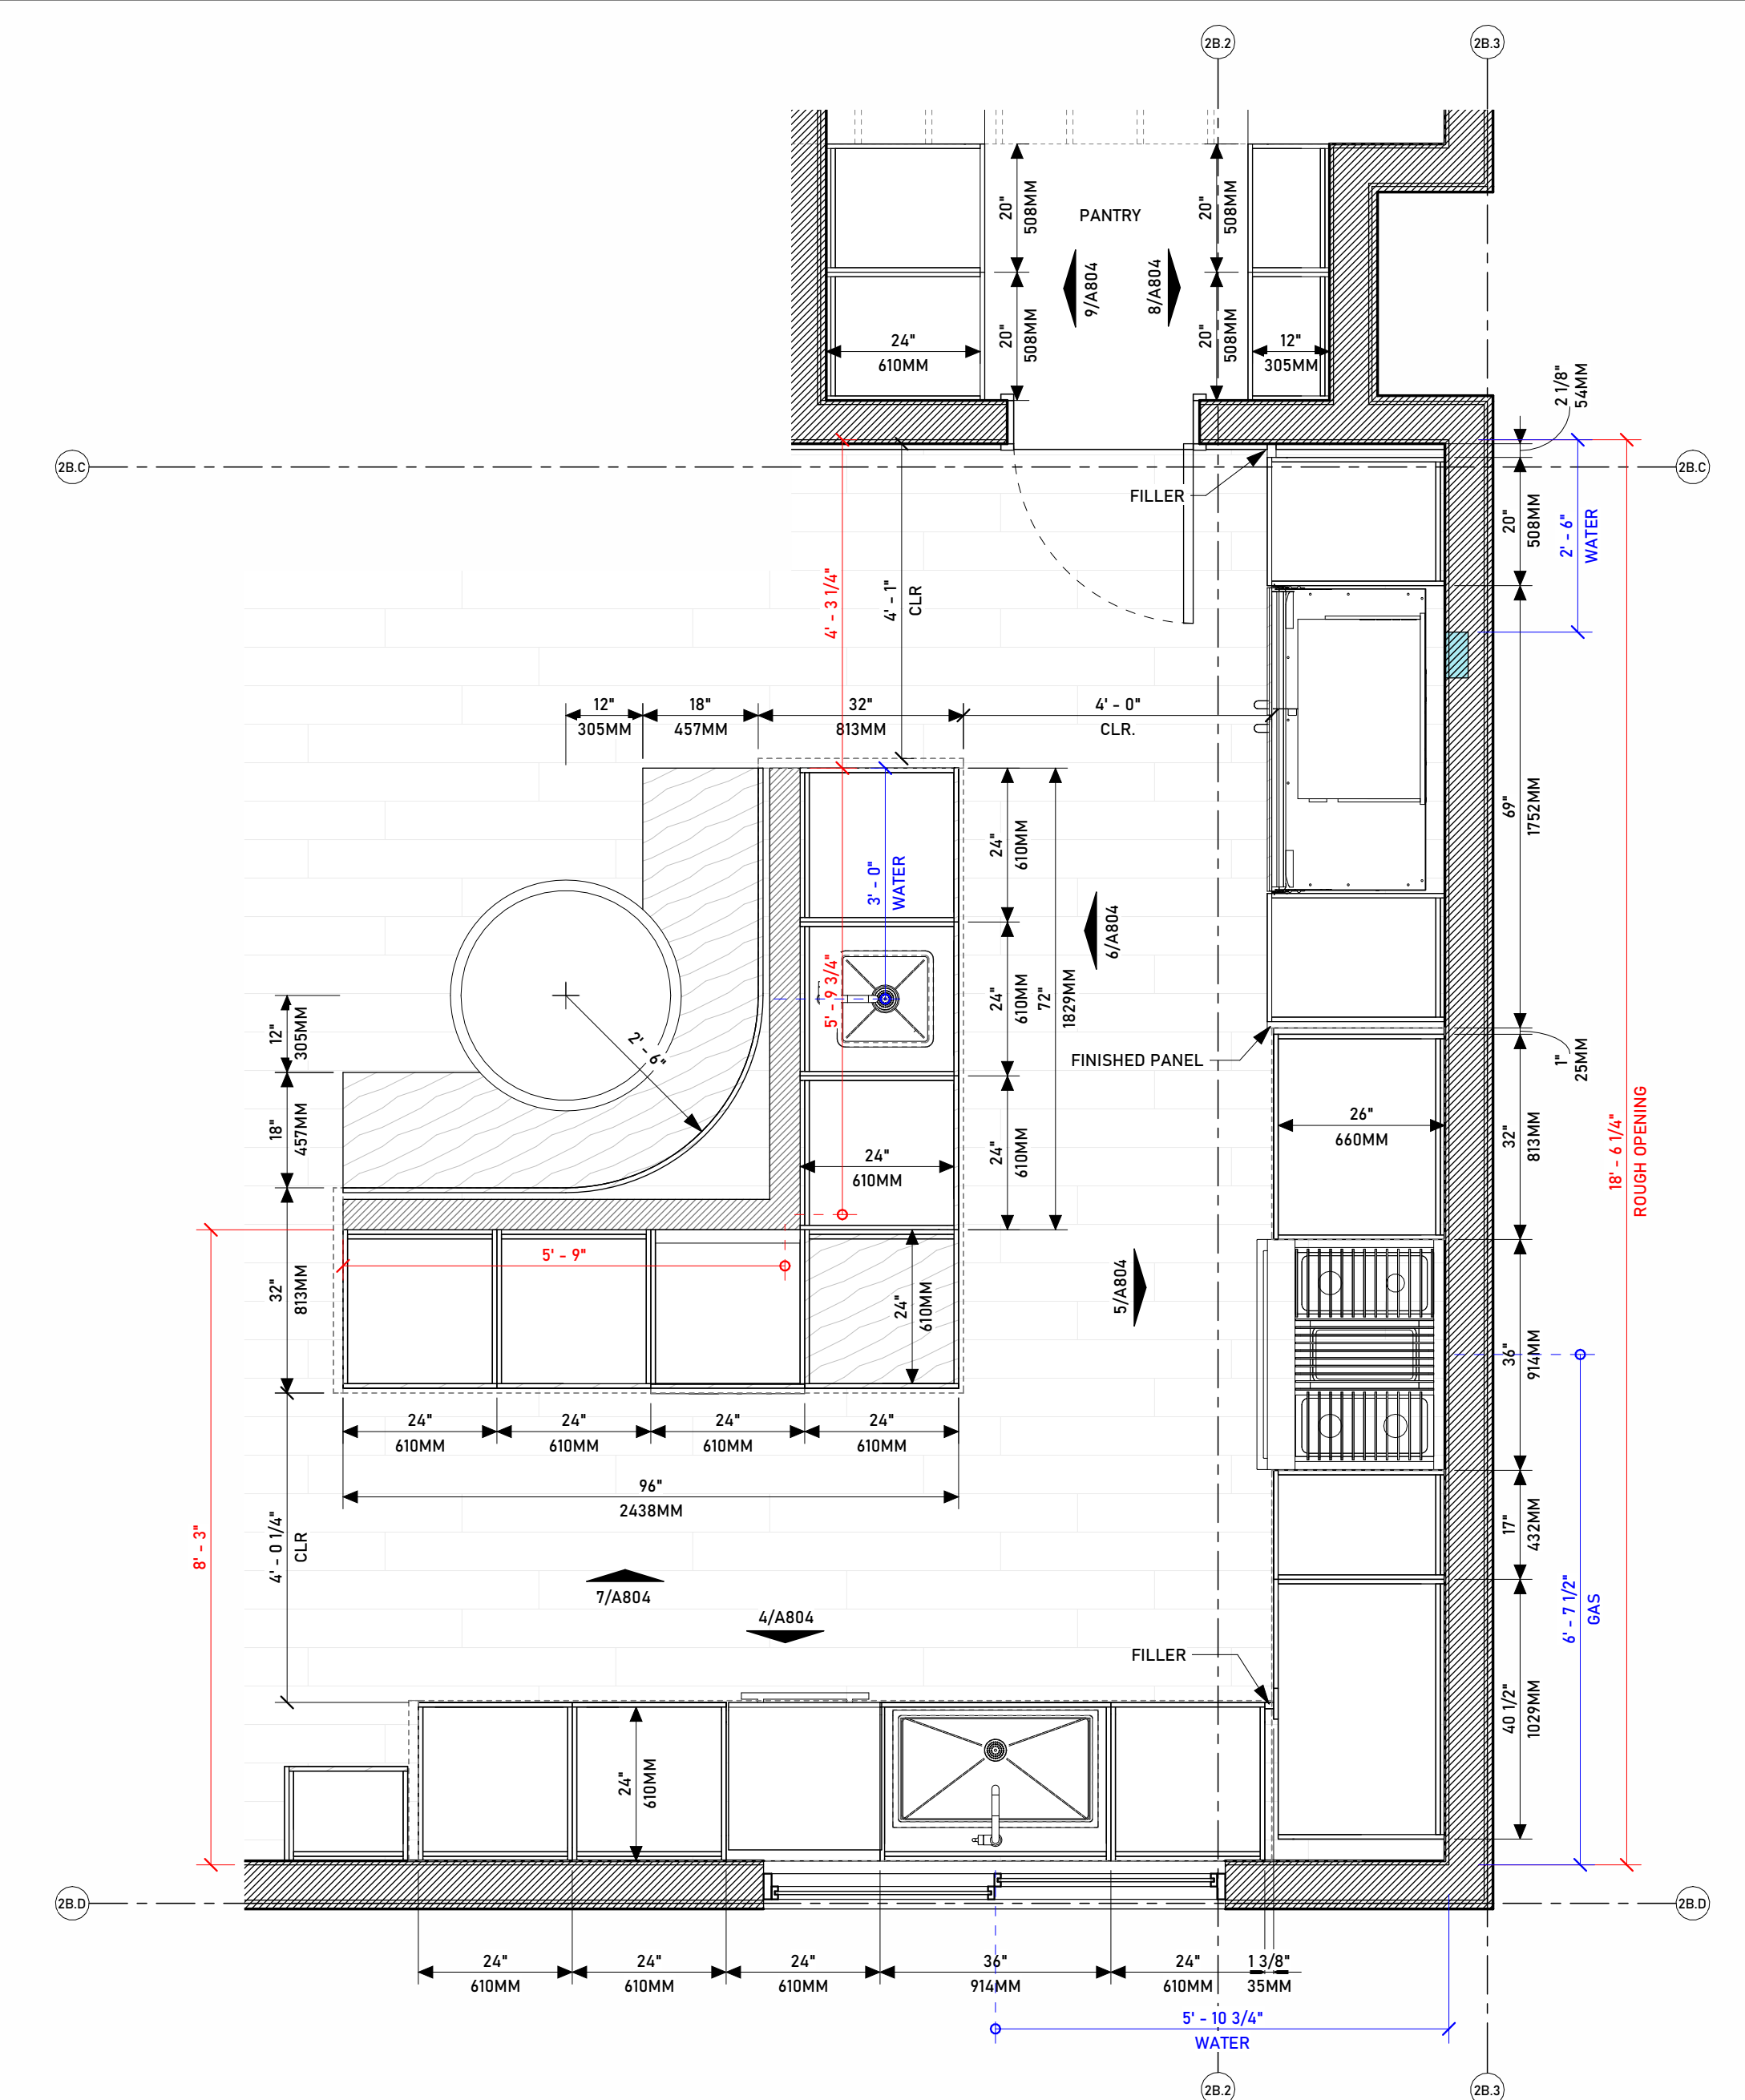 2B.2
2B.3
PANTRY
20"
508MM
20"
508MM
9/A804
8/A804
20"
508MM
20"
508MM
24"
610MM
12"
305MM
2 1/8"
54MM
2B.C
2B.C
FILLER
20"
508MM
2' - 6"
WATER
4' - 3 1/4"
4' - 1"
CLR
12"
305MM
18"
457MM
32"
813MM
4' - 0"
CLR.
69"
1752MM
24"
610MM
3' - 0"
WATER
6/A804
5' - 9 3/4"
24"
610MM
72"
1829MM
12"
305MM
2' - 6"
FINISHED PANEL
1"
25MM
18"
457MM
24"
610MM
24"
610MM
26"
660MM
32"
813MM
18' - 6 1/4"
ROUGH OPENING
5' - 9"
32"
813MM
24"
610MM
5/A804
36"
914MM
24"
610MM
24"
610MM
24"
610MM
24"
610MM
96"
2438MM
8' - 3"
4' - 0 1/4"
CLR
17"
432MM
7/A804
4/A804
6' - 7 1/2"
GAS
FILLER
40 1/2"
1029MM
24"
610MM
2B.D
2B.D
24"
610MM
24"
610MM
24"
610MM
36"
914MM
24"
610MM
1 3/8"
35MM
5' - 10 3/4"
WATER
2B.2
2B.3